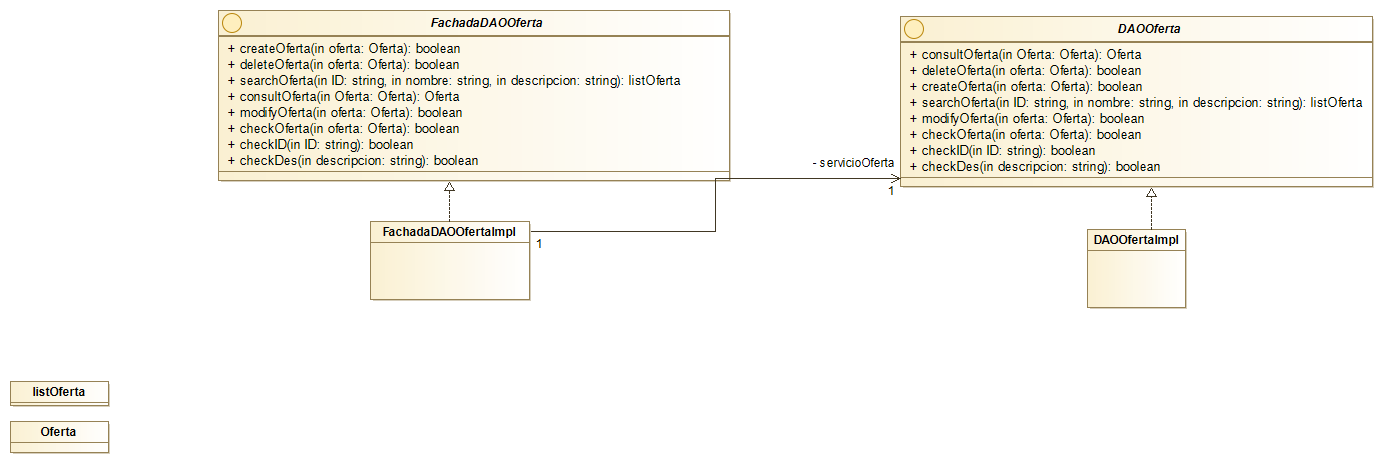 FachadaDAOOferta
+ createOferta(in oferta: Oferta): boolean
+ deleteOferta(in oferta: Oferta): boolean
+ searchOferta(in ID: string, in nombre: string, in descripcion: string): listOferta
+ consultOferta(in Oferta: Oferta): Oferta
+ modifyOferta(in oferta: Oferta): boolean
+ checkOferta(in oferta: Oferta): boolean
+ checkID(in ID: string): boolean
+ checkDes(in descripcion: string): boolean
DAOOferta
+ consultOferta(in Oferta: Oferta): Oferta
+ deleteOferta(in oferta: Oferta): boolean
+ createOferta(in oferta: Oferta): boolean
+ searchOferta(in ID: string, in nombre: string, in descripcion: string): listOferta
+ modifyOferta(in oferta: Oferta): boolean
+ checkOferta(in oferta: Oferta): boolean
+ checkID(in ID: string): boolean
+ checkDes(in descripcion: string): boolean
- servicioOferta
1
FachadaDAOOfertaImpl
1
DAOOfertaImpl
listOferta
Oferta